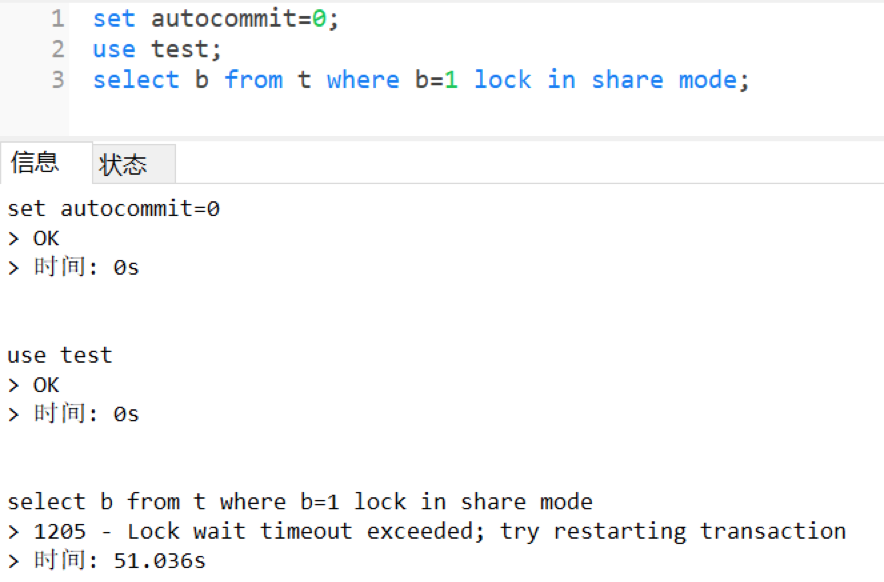 1 set autocommit=0;
2 use test;
3 select b from t where b=1 lock in share mode;
信息 状态
set autocommit=0
> OK
> 时间: 0s
use test
> OK
> 时间: 0s
select b from t where b=1 lock in share mode
> 1205 - Lock wait timeout exceeded; try restarting transaction
> 时间: 51.036s